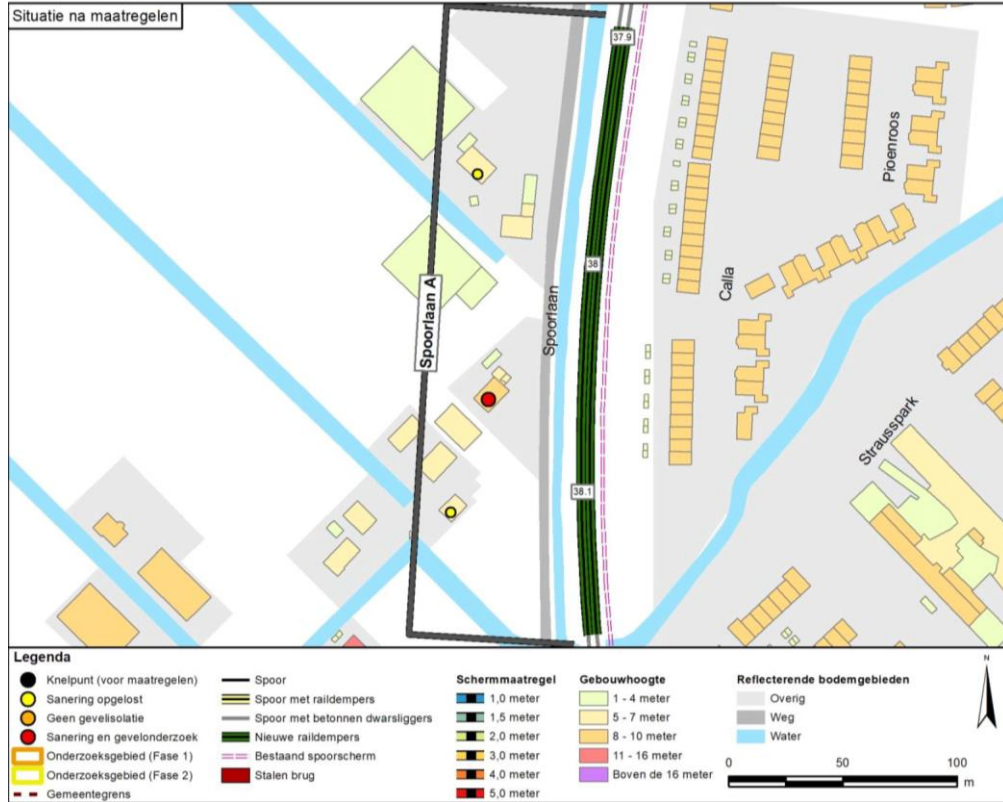 Situatie na maatregelen
37.9
Pioenroos
38
Calla
Spoorlaan A
Spoorlaan
Strausspark
38.1
Legenda
Knelpunt (voor maatregelen)
Sanering opgelost
Geen gevelisolatie
Sanering en gevelonderzoek
Onderzoeksgebied (Fase 1)
Onderzoeksgebied (Fase 2)
Gemeentegrens
Spoor
Spoor met raildempers
Spoor met betonnen dwarsliggers
Nieuwe raildempers
Bestaand spoorscherm
Stalen brug
Schermmaatregel
1,0 meter
1,5 meter
2,0 meter
3,0 meter
4,0 meter
5,0 meter
Gebouwhoogte
1 - 4 meter
5 - 7 meter
8 - 10 meter
11 - 16 meter
Boven de 16 meter
Reflecterende bodemgebieden
Overig
Weg
Water
N
0 50 100
m